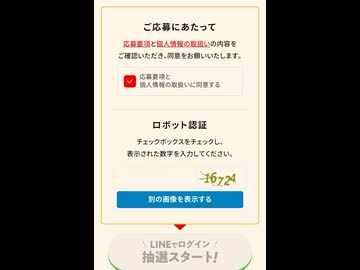 ご応募にあたって
応募要項と個人情報の取扱いの内容を
ご確認いただき、同意をお願いいたします。
応募要項と
個人情報の取扱いに同意する
ロボット認証
チェックボックスをチェックし、
表示された数字を入力してください。
16724
別の画像を表示する
LINEでログイン
抽選スタート!